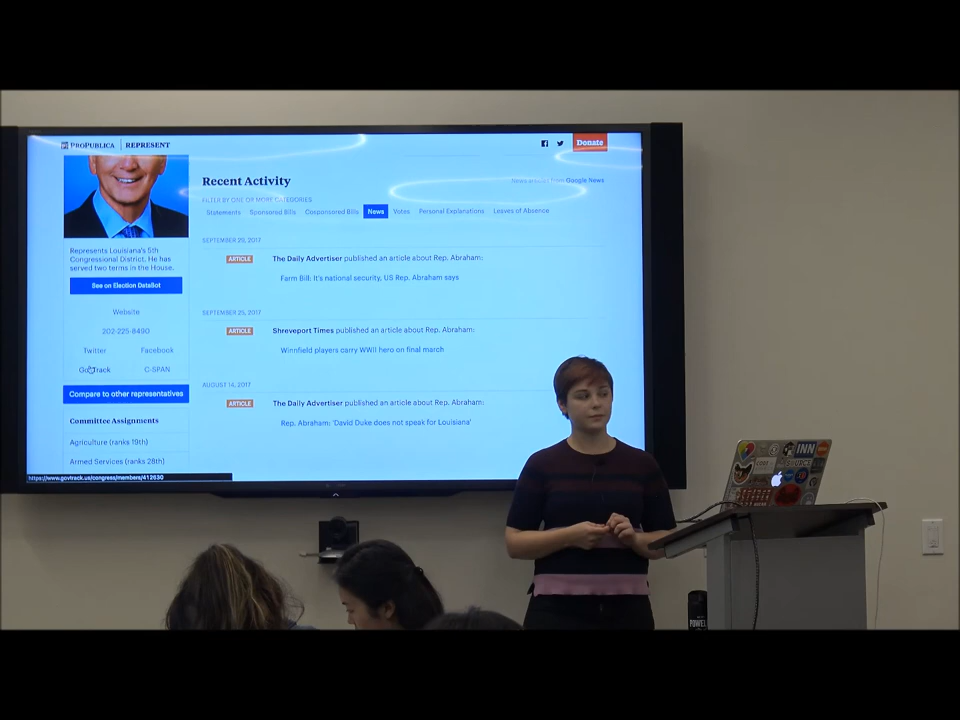 PROPUBLICA | REPRESENT
Donate
Represents Louisiana's 5th
Congressional District. He has
served two terms in the House.
See on Election DataBot
Website
202-225-8490
Twitter Facebook
GovTrack C-SPAN
Compare to other representatives
Committee Assignments
Agriculture (ranks 19th)
Armed Services (ranks 28th)
https://www.govtrack.us/congress/members/412630
Recent Activity
News articles from Google News
FILTER BY ONE OR MORE CATEGORIES
Statements Sponsored Bills Cosponsored Bills News Votes Personal Explanations Leaves of Absence
SEPTEMBER 29, 2017
ARTICLE The Daily Advertiser published an article about Rep. Abraham:
Farm Bill: It's national security, US Rep. Abraham says
SEPTEMBER 25, 2017
ARTICLE Shreveport Times published an article about Rep. Abraham:
Winnfield players carry WWII hero on final march
AUGUST 14, 2017
ARTICLE The Daily Advertiser published an article about Rep. Abraham:
Rep. Abraham: 'David Duke does not speak for Louisiana'
INN
POWER